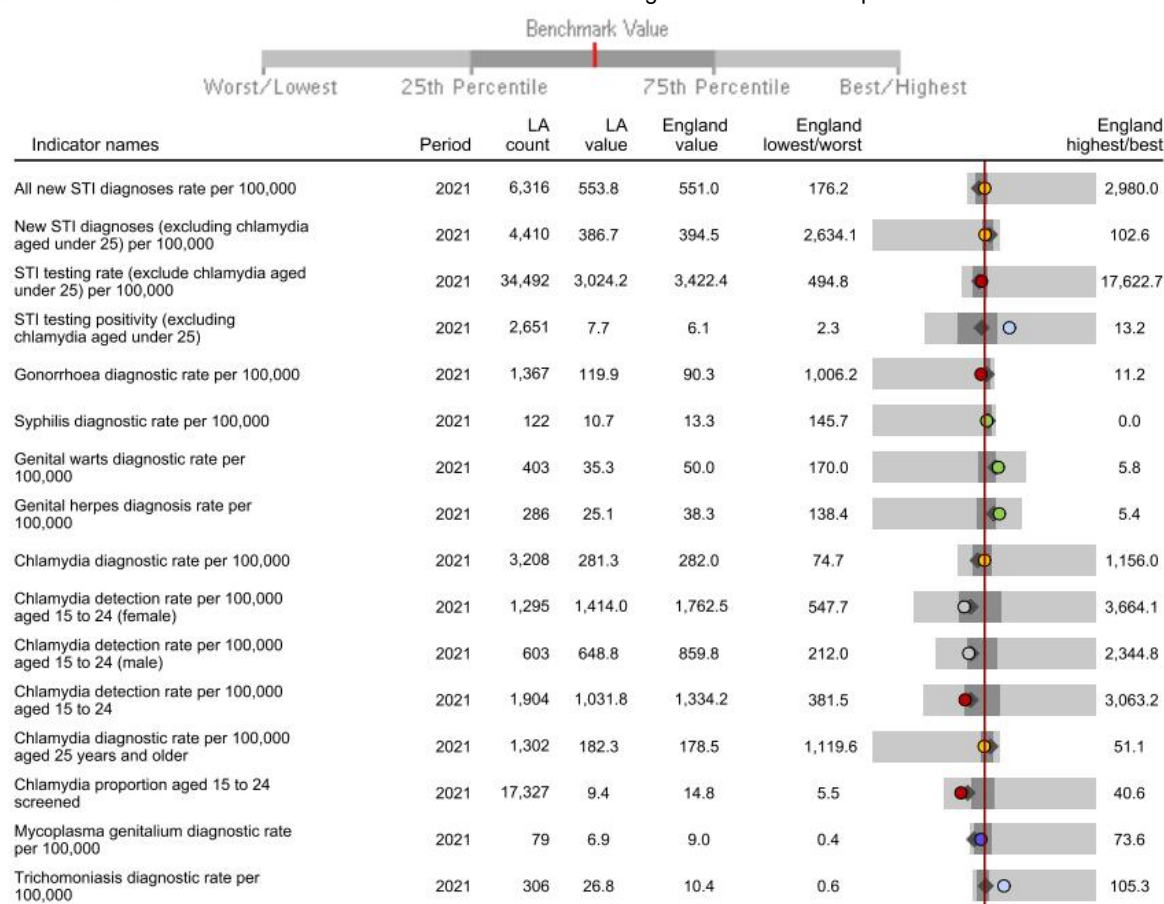 Benchmark Value
Worst/Lowest 25th Percentile 75th Percentile Best/Highest
Indicator names Period LA count LA value England value England lowest/worst England highest/best
All new STI diagnoses rate per 100,000 2021 6,316 553.8 551.0 176.2 2,980.0
New STI diagnoses (excluding chlamydia
aged under 25) per 100,000 2021 4,410 386.7 394.5 2,634.1 102.6
STI testing rate (exclude chlamydia aged
under 25) per 100,000 2021 34,492 3,024.2 3,422.4 494.8 17,622.7
STI testing positivity (excluding
chlamydia aged under 25) 2021 2,651 7.7 6.1 2.3 13.2
Gonorrhoea diagnostic rate per 100,000 2021 1,367 119.9 90.3 1,006.2 11.2
Syphilis diagnostic rate per 100,000 2021 122 10.7 13.3 145.7 0.0
Genital warts diagnostic rate per
100,000 2021 403 35.3 50.0 170.0 5.8
Genital herpes diagnosis rate per
100,000 2021 286 25.1 38.3 138.4 5.4
Chlamydia diagnostic rate per 100,000 2021 3,208 281.3 282.0 74.7 1,156.0
Chlamydia detection rate per 100,000
aged 15 to 24 (female) 2021 1,295 1,414.0 1,762.5 547.7 3,664.1
Chlamydia detection rate per 100,000
aged 15 to 24 (male) 2021 603 648.8 859.8 212.0 2,344.8
Chlamydia detection rate per 100,000
aged 15 to 24 2021 1,904 1,031.8 1,334.2 381.5 3,063.2
Chlamydia diagnostic rate per 100,000
aged 25 years and older 2021 1,302 182.3 178.5 1,119.6 51.1
Chlamydia proportion aged 15 to 24
screened 2021 17,327 9.4 14.8 5.5 40.6
Mycoplasma genitalium diagnostic rate
per 100,000 2021 79 6.9 9.0 0.4 73.6
Trichomoniasis diagnostic rate per
100,000 2021 306 26.8 10.4 0.6 105.3